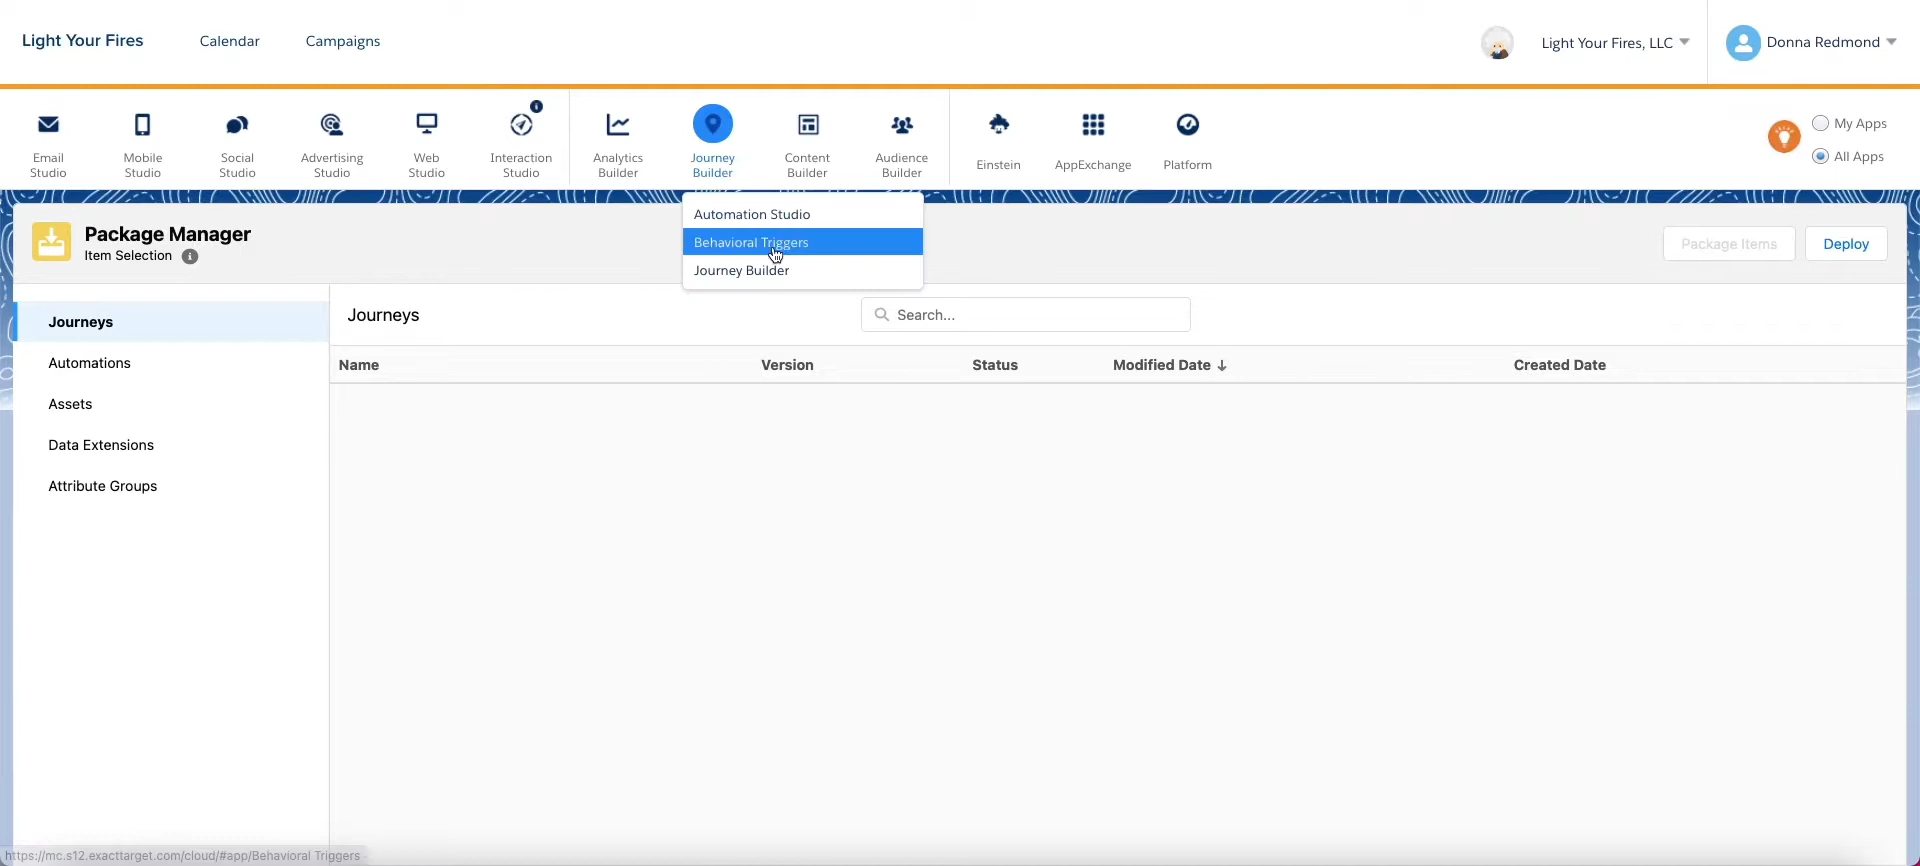 Light Your Fires
Calendar
Campaigns
Light Your Fires, LLC
Donna Redmond
Email
Studio
Mobile
Studio
Social
Studio
Advertising
Studio
Web
Studio
Interaction
Studio
Analytics
Builder
Journey
Builder
Content
Builder
Audience
Builder
Einstein
AppExchange
Platform
My Apps
All Apps
Automation Studio
Behavioral Triggers
Journey Builder
Package Manager
Item Selection
Package Items
Deploy
Journeys
Automations
Assets
Data Extensions
Attribute Groups
Journeys
Search...
Name
Version
Status
Modified Date
Created Date
https://mc.s12.exacttarget.com/cloud/#app/Behavioral Triggers